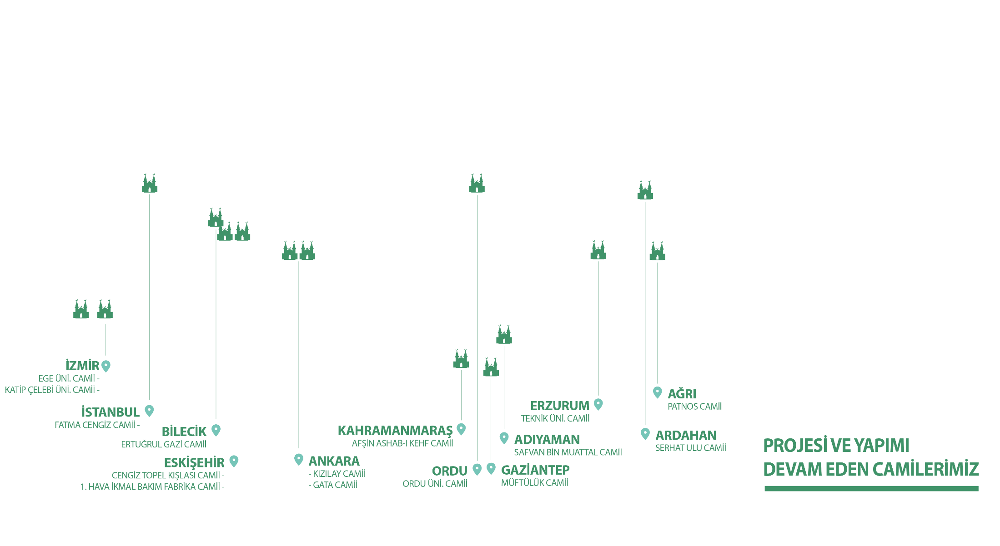 İZMİR
EGE ÜNİ. CAMİİ -
KATİP ÇELEBİ ÜNİ. CAMİİ -
İSTANBUL
FATMA CENGİZ CAMİİ -
BİLECİK
ERTUĞRUL GAZİ CAMİİ
ESKİŞEHİR
CENGİZ TOPEL KIŞLASI CAMİİ -
1. HAVA İKMAL BAKIM FABRİKA CAMİİ -
ANKARA
- KIZILAY CAMİİ
- GATA CAMİİ
KAHRAMANMARAŞ
AFŞİN ASHAB-I KEHF CAMİİ
ORDU
ORDU ÜNİ. CAMİİ
GAZİANTEP
MÜFTÜLÜK CAMİİ
ADIYAMAN
SAFVAN BİN MUATTAL CAMİİ
ERZURUM
TEKNİK ÜNİ. CAMİİ
AĞRI
PATNOS CAMİİ
ARDAHAN
SERHAT ULU CAMİİ
PROJESİ VE YAPIMI
DEVAM EDEN CAMİLERİMİZ